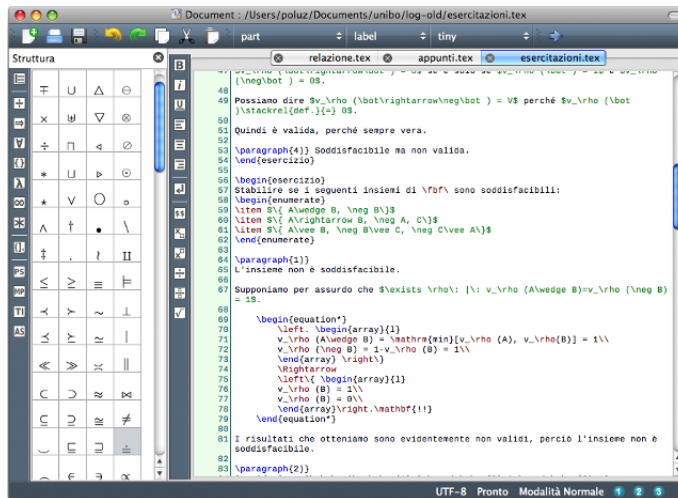 Document : /Users/poluz/Documents/unibo/log-old/esercitazioni.tex
part label tiny
Struttura
relazione.tex appunti.tex esercitazioni.tex
(\neg\bot ) = 0$.
48
49 Possiamo dire $v_\rho (\bot\rightarrow\neg\bot ) = V$ perché $v_\rho (\bot
)\stackrel{def.}{=} 0$.
50
51 Quindi è valida, perché sempre vera.
52
53 \paragraph{4)} Soddisfacibile ma non valida.
54 \end{esercizio}
55
56 \begin{esercizio}
57 Stabilire se i seguenti insiemi di \fbf\ sono soddisfacibili:
58 \begin{enumerate}
59 \item $\{ A\wedge B, \neg B\}$
60 \item $\{ A\rightarrow B, \neg A, C\}$
61 \item $\{ A\vee B, \neg B\vee C, \neg C\vee A\}$
62 \end{enumerate}
63
64 \paragraph{1)}
65 L'insieme non è soddisfacibile.
66
67 Supponiamo per assurdo che $\exists \rho\: |\: v_\rho (A\wedge B)=v_\rho (\neg B)
= 1$.
68
69 \begin{equation*}
70 \left. \begin{array}{l}
71 v_\rho (A\wedge B) = \mathrm{min}[v_\rho (A), v_\rho(B)] = 1\\
72 v_\rho (\neg B) = 1-v_\rho (B) = 1\\
73 \end{array} \right\}
74 \Rightarrow
75 \left\{ \begin{array}{l}
76 v_\rho (B) = 1\\
77 v_\rho (B) = 0\\
78 \end{array}\right.\mathbf{!!}
79 \end{equation*}
80
81 I risultati che otteniamo sono evidentemente non validi, perciò l'insieme non è
soddisfacibile.
82
83 \paragraph{2)}
UTF-8 Pronto Modalità Normale 1 2 3